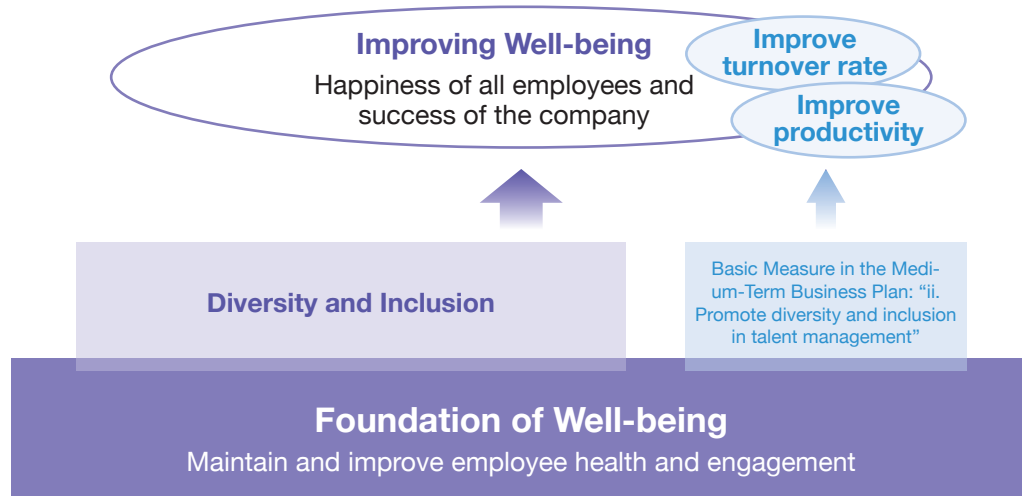 Improving Well-being
Happiness of all employees and
success of the company
Improve
turnover rate
Improve
productivity
Diversity and Inclusion
Basic Measure in the Medi-
um-Term Business Plan: “ii.
Promote diversity and inclusion
in talent management”
Foundation of Well-being
Maintain and improve employee health and engagement